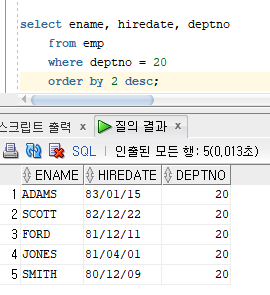 select ename, hiredate, deptno
from emp
where deptno = 20
order by 2 desc;
스크립트 출력 x 질의 결과 x
SQL | 인출된 모든 행: 5(0,013초)
ENAME HIREDATE DEPTNO
1 ADAMS 83/01/15 20
2 SCOTT 82/12/22 20
3 FORD 81/12/11 20
4 JONES 81/04/01 20
5 SMITH 80/12/09 20